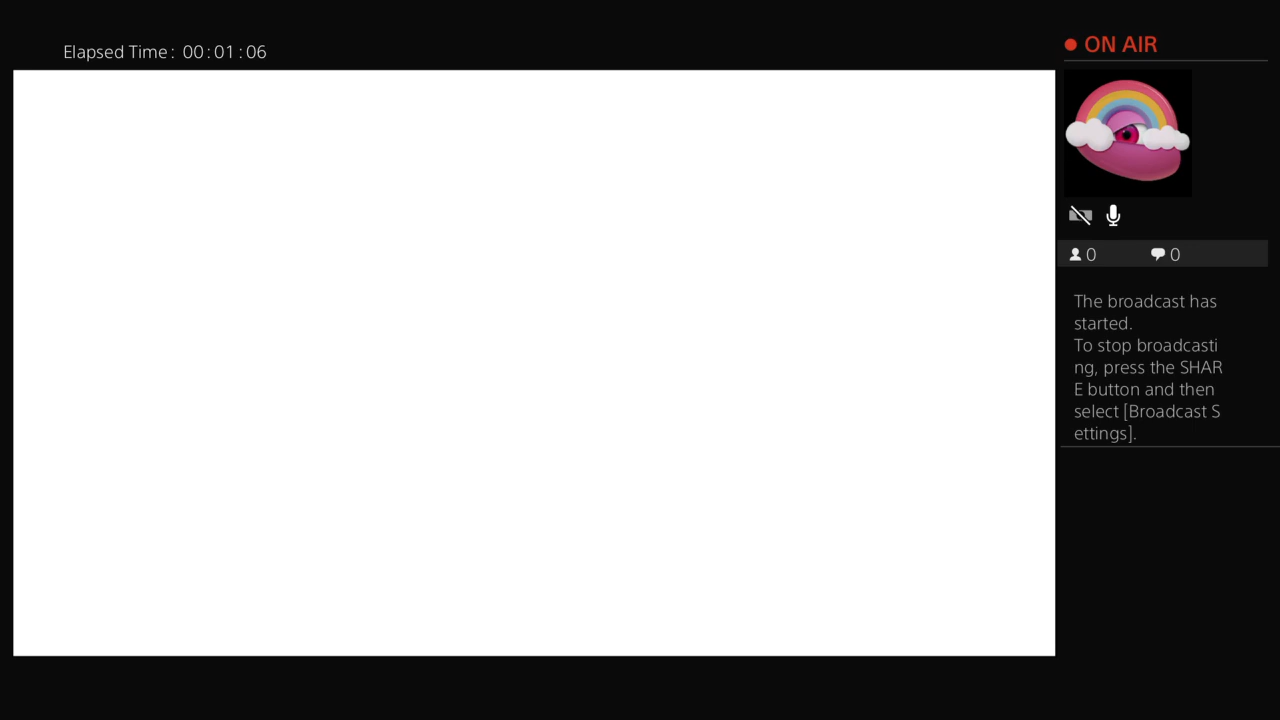 Elapsed Time: 00:01:06
ON AIR
0 0
The broadcast has
started.
To stop broadcasti
ng, press the SHAR
E button and then
select [Broadcast S
ettings].